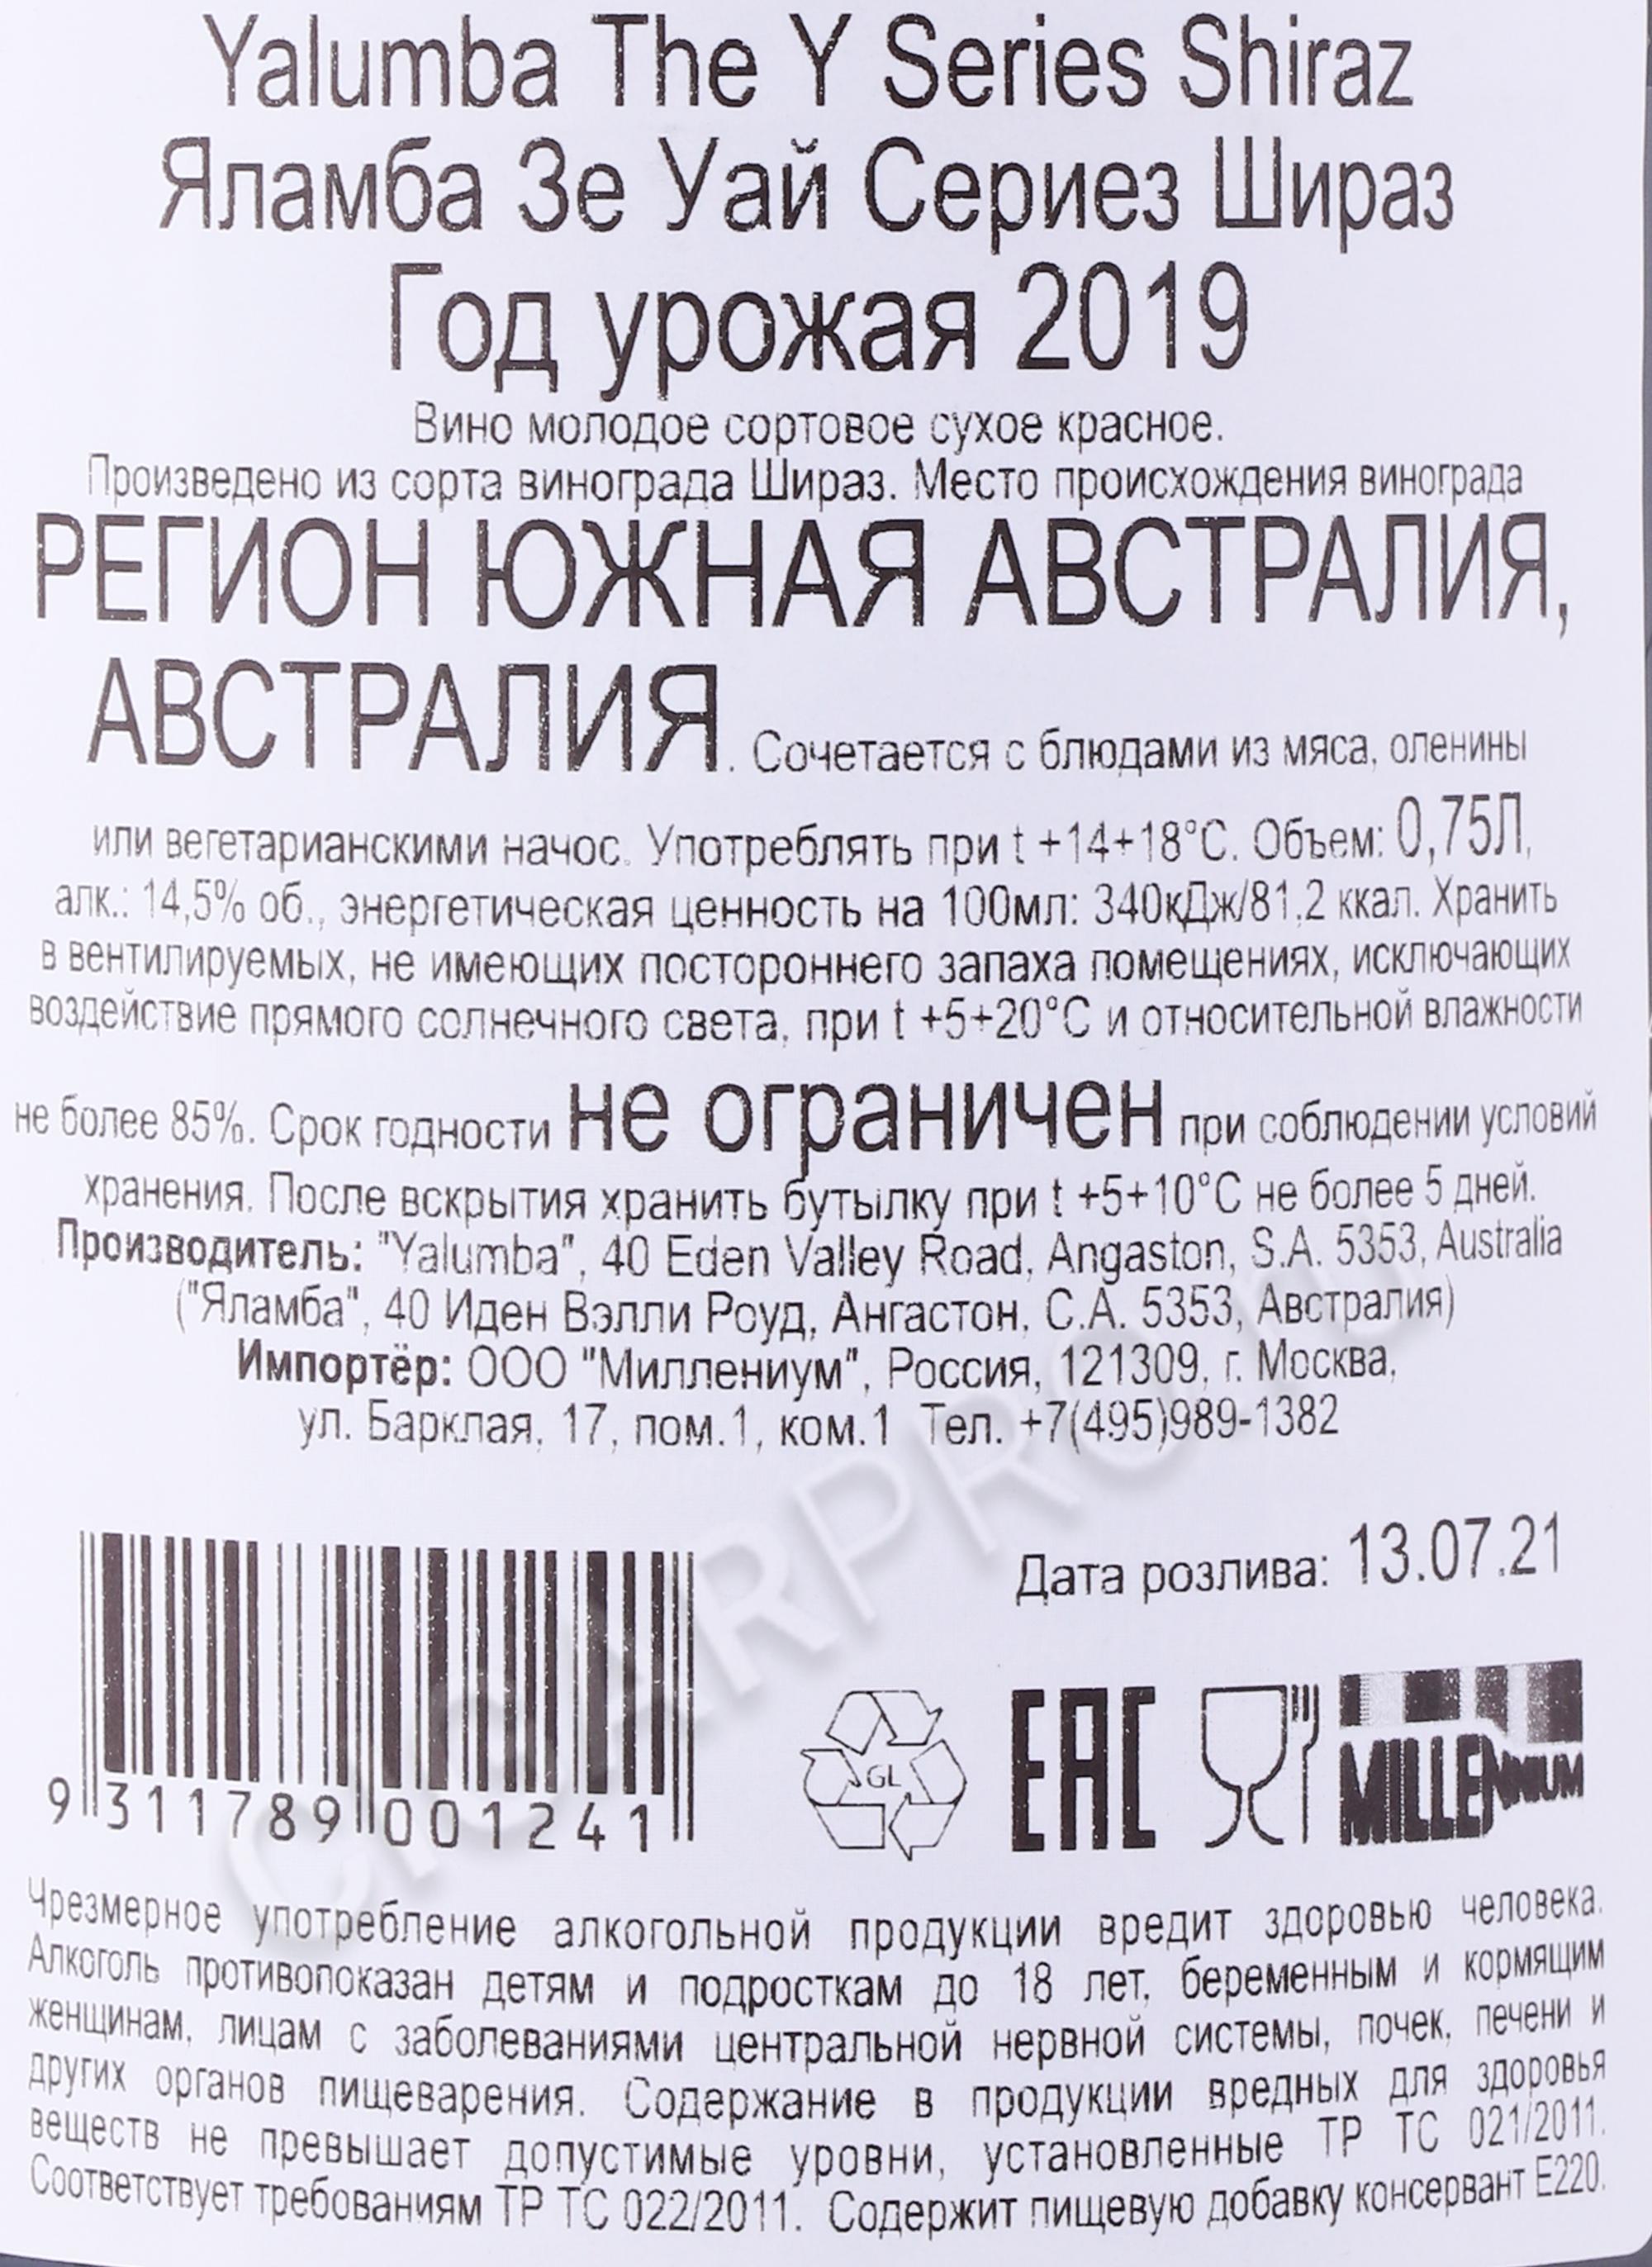 Yalumba The Y Series Shiraz
Яламба Зе Уай Сериез Шираз
Год урожая 2019
Вино молодое сортовое сухое красное.
Произведено из сорта винограда Шираз. Место происхождения винограда
РЕГИОН ЮЖНАЯ АВСТРАЛИЯ,
АВСТРАЛИЯ. Сочетается с блюдами из мяса, оленины
или вегетарианскими начос. Употреблять при t +14+18°С. Объем: 0,75Л,
алк.: 14,5% об., энергетическая ценность на 100мл: 340кДж/81,2 ккал. Хранить
в вентилируемых, не имеющих постороннего запаха помещениях, исключающих
воздействие прямого солнечного света, при t +5+20°С и относительной влажности
не более 85%. Срок годности не ограничен при соблюдении условий
хранения. После вскрытия хранить бутылку при t +5+10°С не более 5 дней.
Производитель: "Yalumba", 40 Eden Valley Road, Angaston, S.A. 5353, Australia
("Яламба", 40 Иден Вэлли Роуд, Ангастон, С.А. 5353, Австралия)
Импортёр: ООО "Миллениум", Россия, 121309, г. Москва,
ул. Барклая, 17, пом.1, ком.1 Тел. +7(495)989-1382
Дата розлива: 13.07.21
9 311789 001241
GL
EAC
MILLENNIUM
CIGARPRO.ru
Чрезмерное употребление алкогольной продукции вредит здоровью человека.
Алкоголь противопоказан детям и подросткам до 18 лет, беременным и кормящим
женщинам, лицам с заболеваниями центральной нервной системы, почек, печени и
других органов пищеварения. Содержание в продукции вредных для здоровья
веществ не превышает допустимые уровни, установленные ТР ТС 021/2011.
Соответствует требованиям ТР ТС 022/2011. Содержит пищевую добавку консервант Е220.